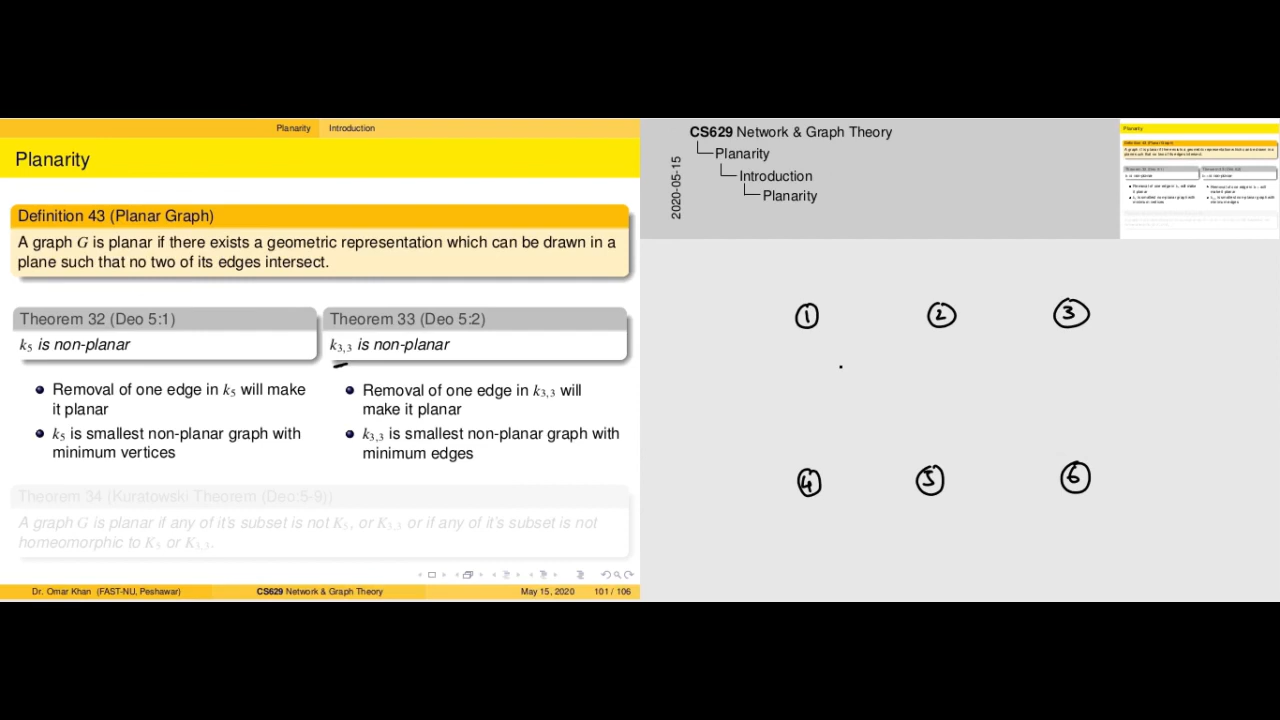 Planarity Introduction
Planarity
Definition 43 (Planar Graph)
A graph G is planar if there exists a geometric representation which can be drawn in a
plane such that no two of its edges intersect.
Theorem 32 (Deo 5:1)
k5 is non-planar
Removal of one edge in k5 will make
it planar
k5 is smallest non-planar graph with
minimum vertices
Theorem 33 (Deo 5:2)
k3,3 is non-planar
Removal of one edge in k3,3 will
make it planar
k3,3 is smallest non-planar graph with
minimum edges
Theorem 34 (Kuratowski Theorem (Deo:5-9))
A graph G is planar if any of it's subset is not K5, or K3,3 or if any of it's subset is not
homeomorphic to K5 or K3,3.
Dr. Omar Khan (FAST-NU, Peshawar) CS629 Network & Graph Theory May 15, 2020 101 / 106
2020-05-15
CS629 Network & Graph Theory
Planarity
Introduction
Planarity
Planarity
1 2 3
4 5 6